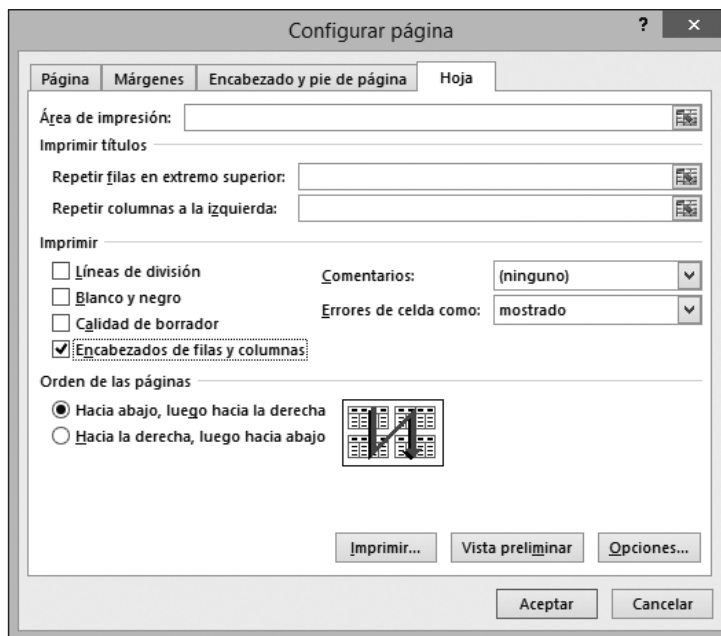 Configurar página ? ×
Página Márgenes Encabezado y pie de página Hoja
Área de impresión:
Imprimir títulos
Repetir filas en extremo superior:
Repetir columnas a la izquierda:
Imprimir
Líneas de división
Comentarios: (ninguno)
Blanco y negro
Errores de celda como: mostrado
Calidad de borrador
Encabezados de filas y columnas
Orden de las páginas
Hacia abajo, luego hacia la derecha
Hacia la derecha, luego hacia abajo
Imprimir... Vista preliminar Opciones...
Aceptar Cancelar